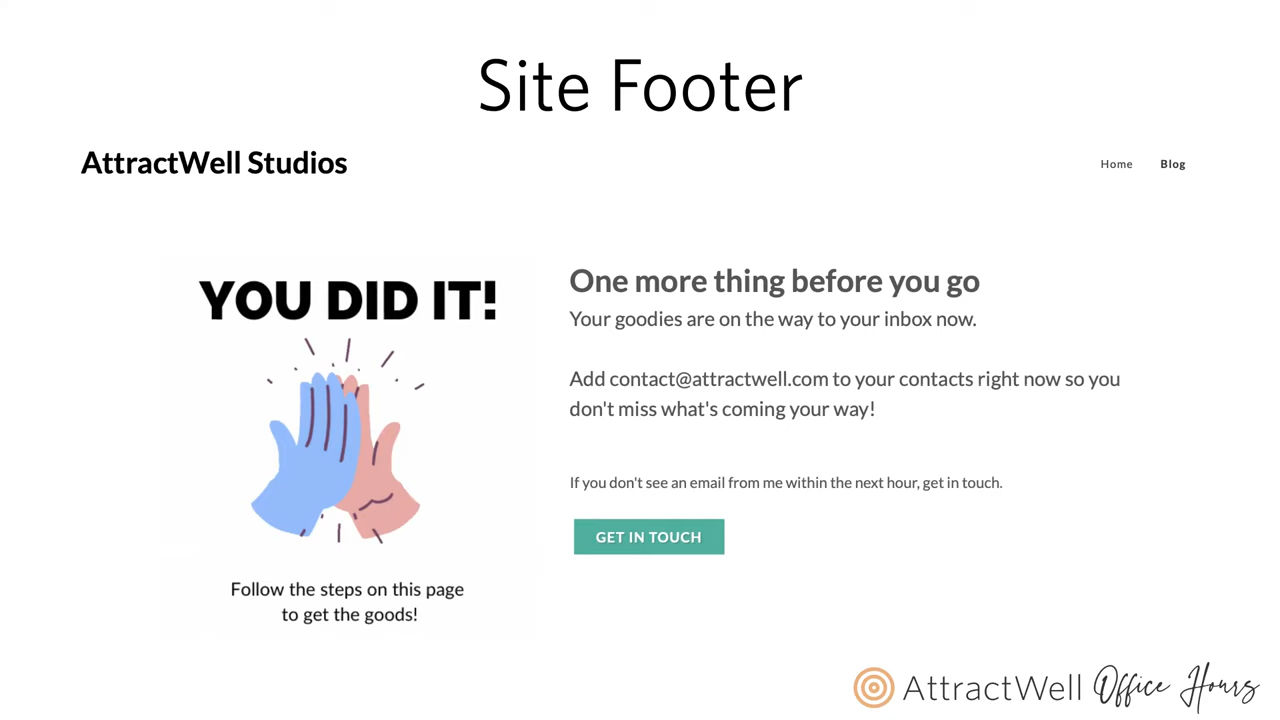 Site Footer
AttractWell Studios
Home
Blog
YOU DID IT!
Follow the steps on this page
to get the goods!
One more thing before you go
Your goodies are on the way to your inbox now.
Add contact@attractwell.com to your contacts right now so you
don't miss what's coming your way!
If you don't see an email from me within the next hour, get in touch.
GET IN TOUCH
AttractWell Office Hours